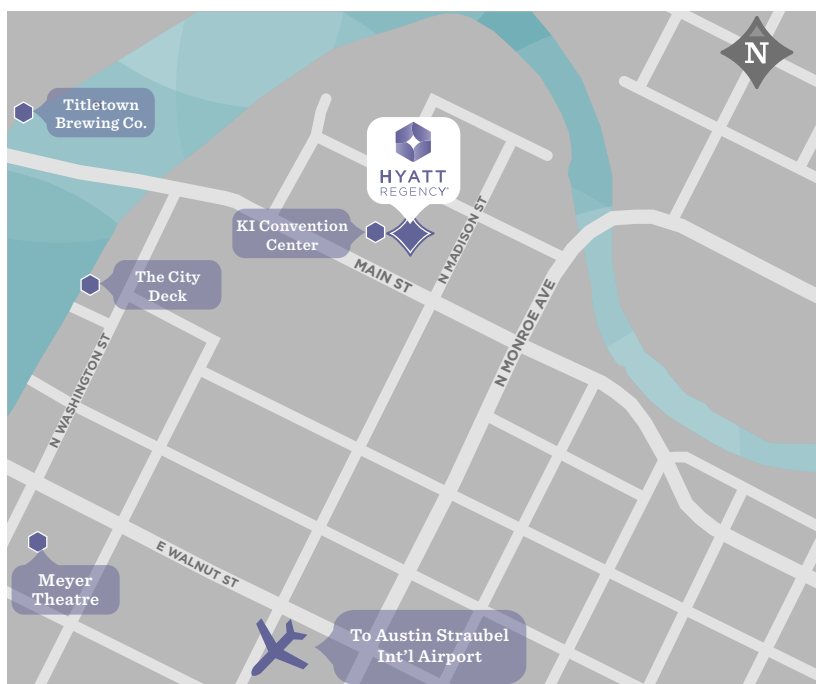 N
Titletown
Brewing Co.
HYATT
REGENCY®
KI Convention
Center
N MADISON ST
MAIN ST
The City
Deck
N MONROE AVE
N WASHINGTON ST
E WALNUT ST
Meyer
Theatre
To Austin Straubel
Int’l Airport